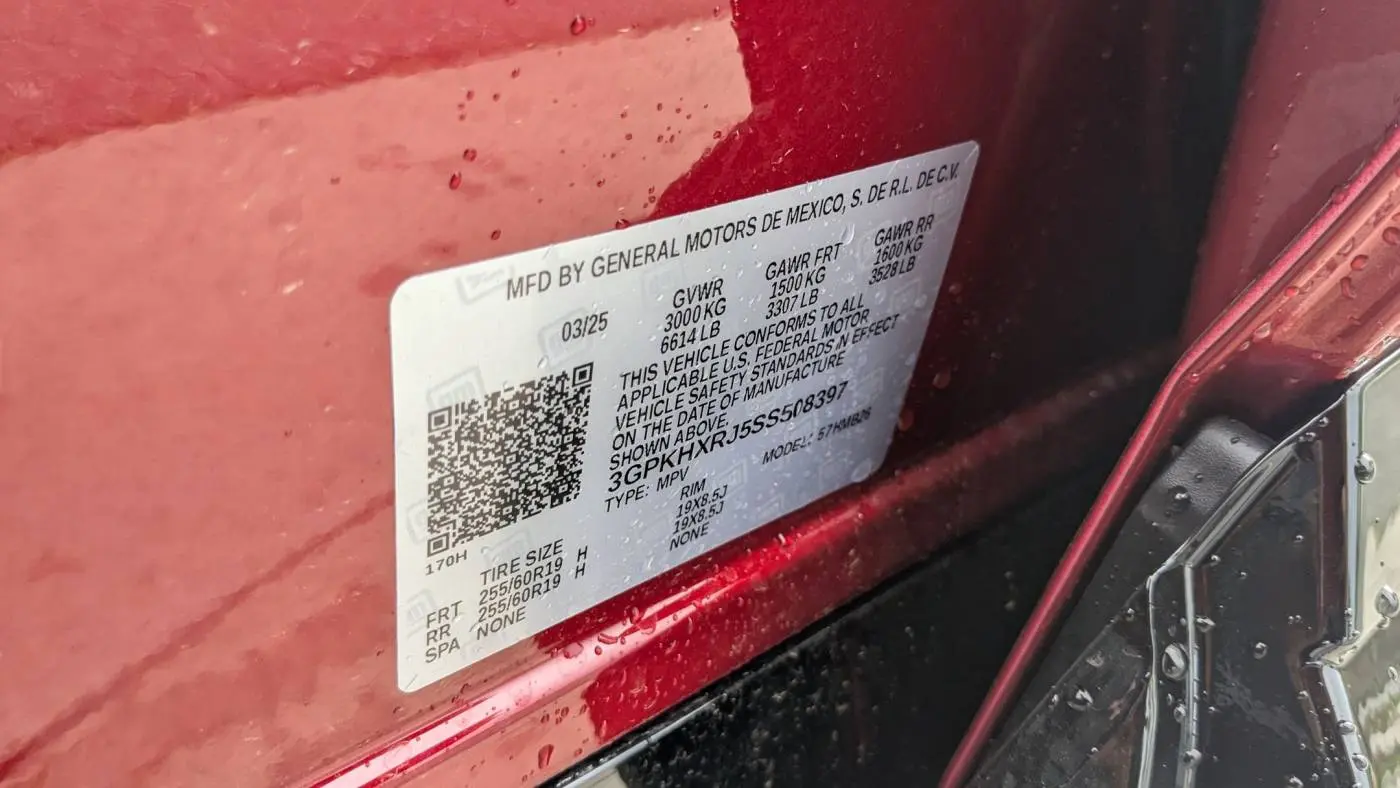 MFD BY GENERAL MOTORS DE MEXICO, S. DE R.L. DE C.V.
03/25
GVWR GAWR FRT GAWR RR
3000 KG 1500 KG 1600 KG
6614 LB 3307 LB 3528 LB
THIS VEHICLE CONFORMS TO ALL
APPLICABLE U.S. FEDERAL MOTOR
VEHICLE SAFETY STANDARDS IN EFFECT
ON THE DATE OF MANUFACTURE
SHOWN ABOVE.
3GPKHXRJ5SS508397
TYPE: MPV MODEL: 57HMB26
170H
TIRE SIZE RIM
FRT 255/60R19 H 19X8.5J
RR 255/60R19 H 19X8.5J
SPA NONE NONE